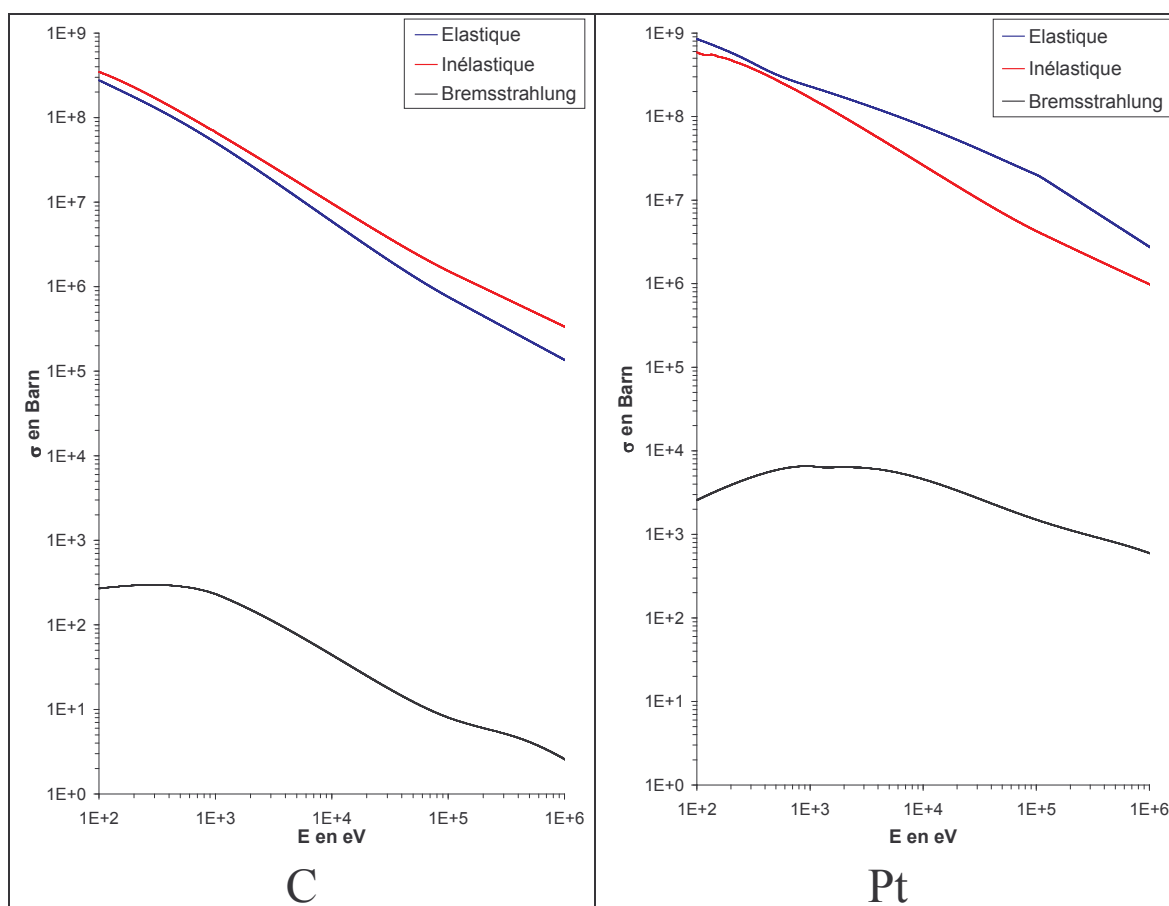 Elastique
Inélastique
Bremsstrahlung
1E+9
1E+8
1E+7
1E+6
1E+5
1E+4
1E+3
1E+2
1E+1
1E+0
σ en Barn
1E+2 1E+3 1E+4 1E+5 1E+6
E en eV
C
Elastique
Inélastique
Bremsstrahlung
1E+9
1E+8
1E+7
1E+6
1E+5
1E+4
1E+3
1E+2
1E+1
1E+0
σ en Barn
1E+2 1E+3 1E+4 1E+5 1E+6
E en eV
Pt